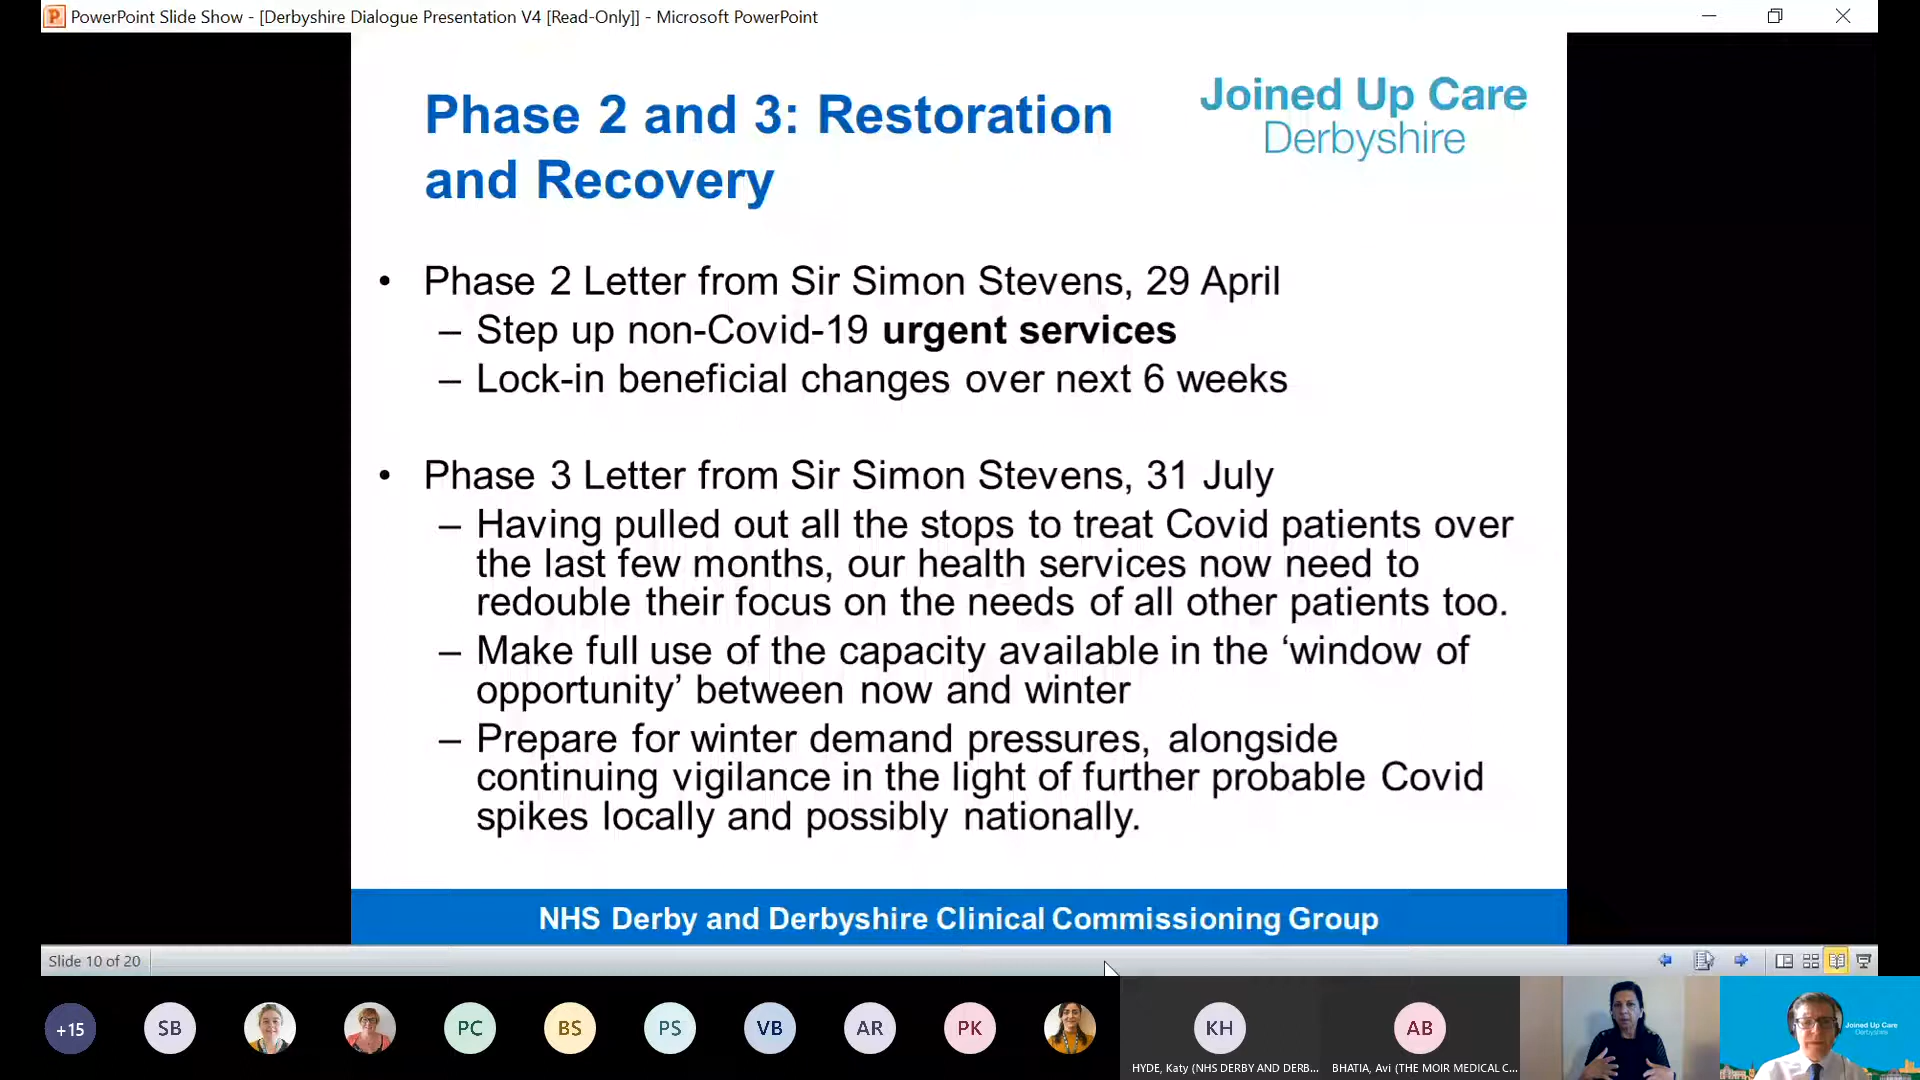 PowerPoint Slide Show - [Derbyshire Dialogue Presentation V4 [Read-Only]] - Microsoft PowerPoint
Phase 2 and 3: Restoration
and Recovery
Joined Up Care
Derbyshire
• Phase 2 Letter from Sir Simon Stevens, 29 April
– Step up non-Covid-19 urgent services
– Lock-in beneficial changes over next 6 weeks
• Phase 3 Letter from Sir Simon Stevens, 31 July
– Having pulled out all the stops to treat Covid patients over
the last few months, our health services now need to
redouble their focus on the needs of all other patients too.
– Make full use of the capacity available in the ‘window of
opportunity’ between now and winter
– Prepare for winter demand pressures, alongside
continuing vigilance in the light of further probable Covid
spikes locally and possibly nationally.
NHS Derby and Derbyshire Clinical Commissioning Group
Slide 10 of 20
+15
SB
PC
BS
PS
VB
AR
PK
KH
AB
HYDE, Katy (NHS DERBY AND DERB...
BHATIA, Avi (THE MOIR MEDICAL C...
Joined Up Care
Derbyshire